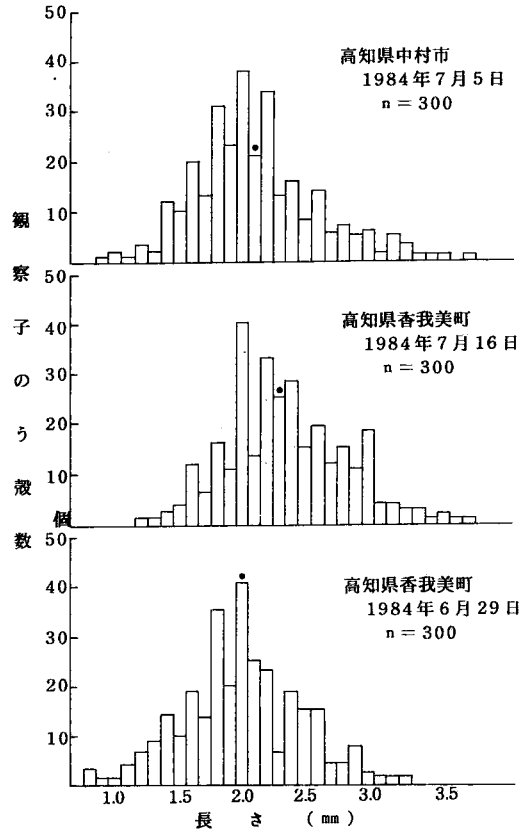 50
40
30
20
10
高知県中村市
1984年7月5日
n = 300
50
40
30
20
10
高知県香我美町
1984年7月16日
n = 300
50
40
30
20
10
高知県香我美町
1984年6月29日
n = 300
観察子のう殻個数
1.0 1.5 2.0 2.5 3.0 3.5
長さ (mm)